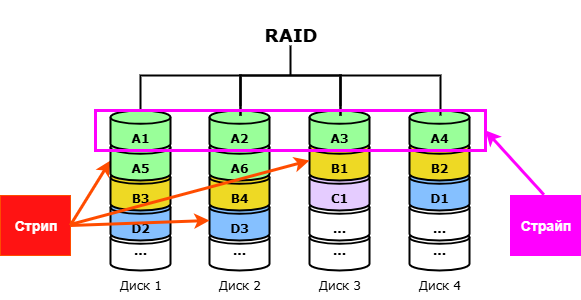 RAID
A1 A2 A3 A4
A5 A6 B1 B2
B3 B4 C1 D1
Стрип
Страйп
D2 D3 ... ...
... ... ... ...
Диск 1 Диск 2 Диск 3 Диск 4